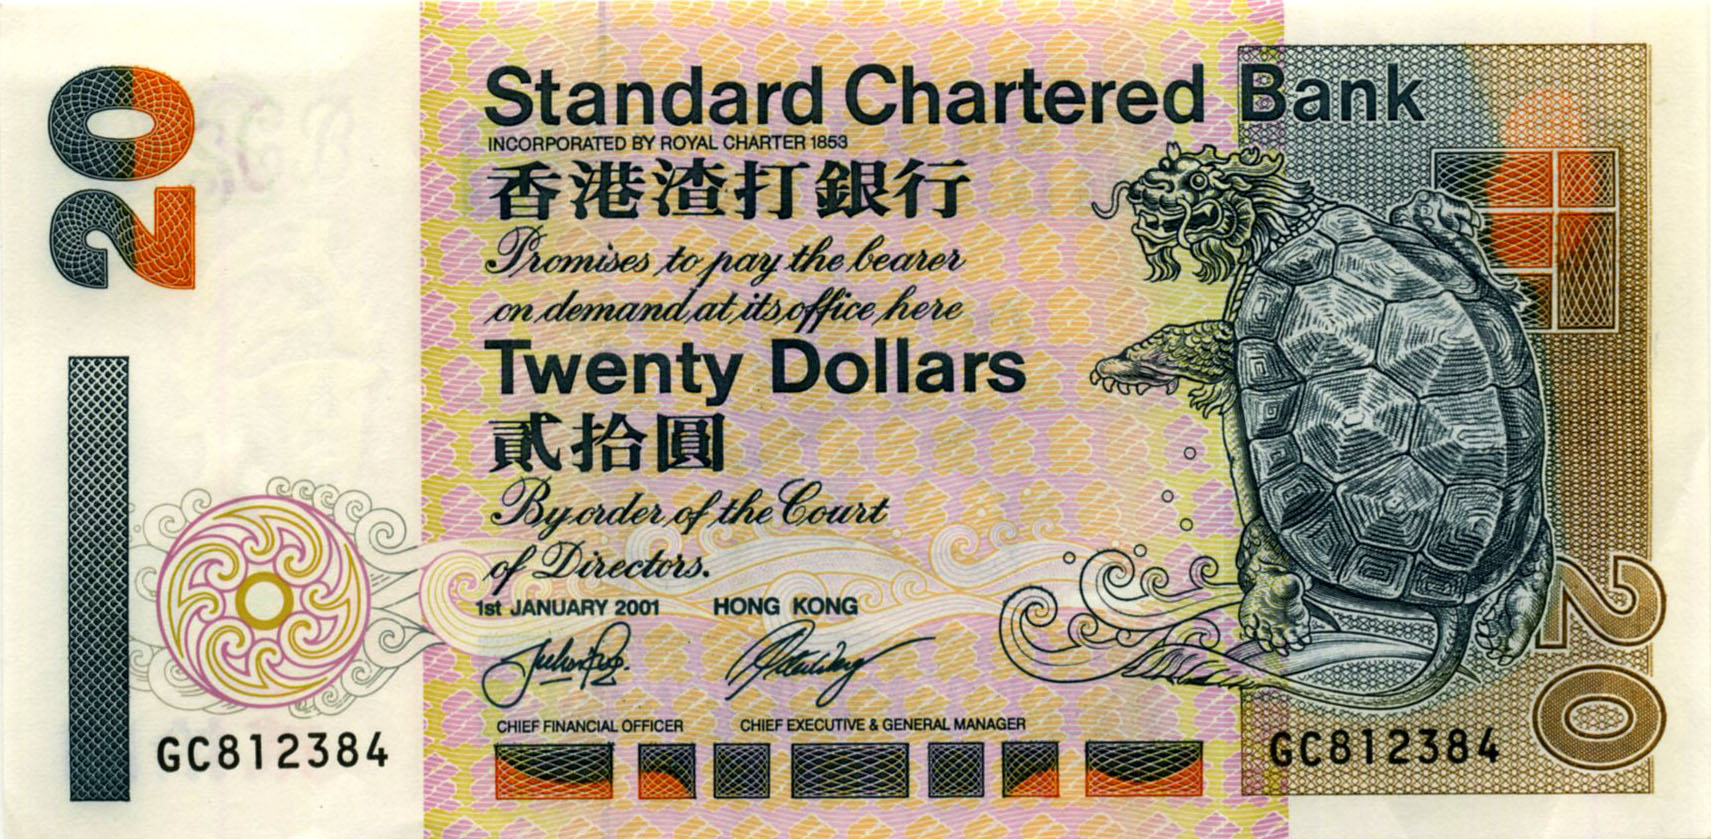 20
Standard Chartered Bank
INCORPORATED BY ROYAL CHARTER 1853
香港渣打銀行
Promises to pay the bearer
on demand at its office here
Twenty Dollars
貳拾圓
By order of the Court
of Directors.
1st JANUARY 2001 HONG KONG
CHIEF FINANCIAL OFFICER CHIEF EXECUTIVE & GENERAL MANAGER
GC812384
GC812384
20